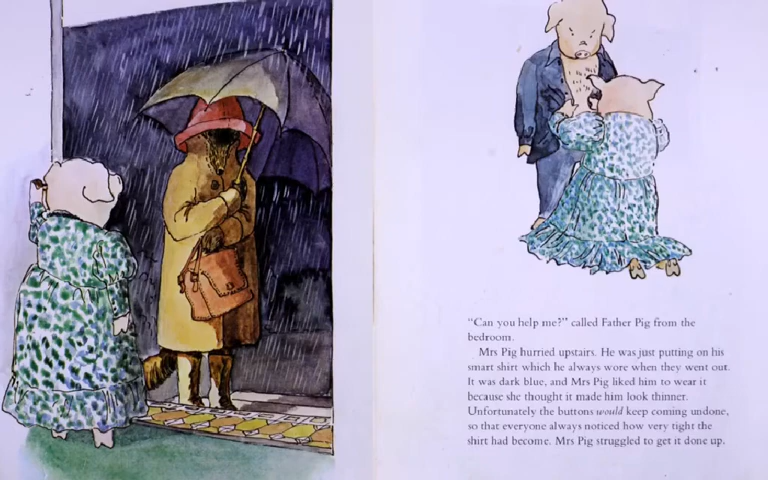 “Can you help me?” called Father Pig from the
bedroom.
Mrs Pig hurried upstairs. He was just putting on his
smart shirt which he always wore when they went out.
It was dark blue, and Mrs Pig liked him to wear it
because she thought it made him look thinner.
Unfortunately the buttons would keep coming undone,
so that everyone always noticed how very tight the
shirt had become. Mrs Pig struggled to get it done up.